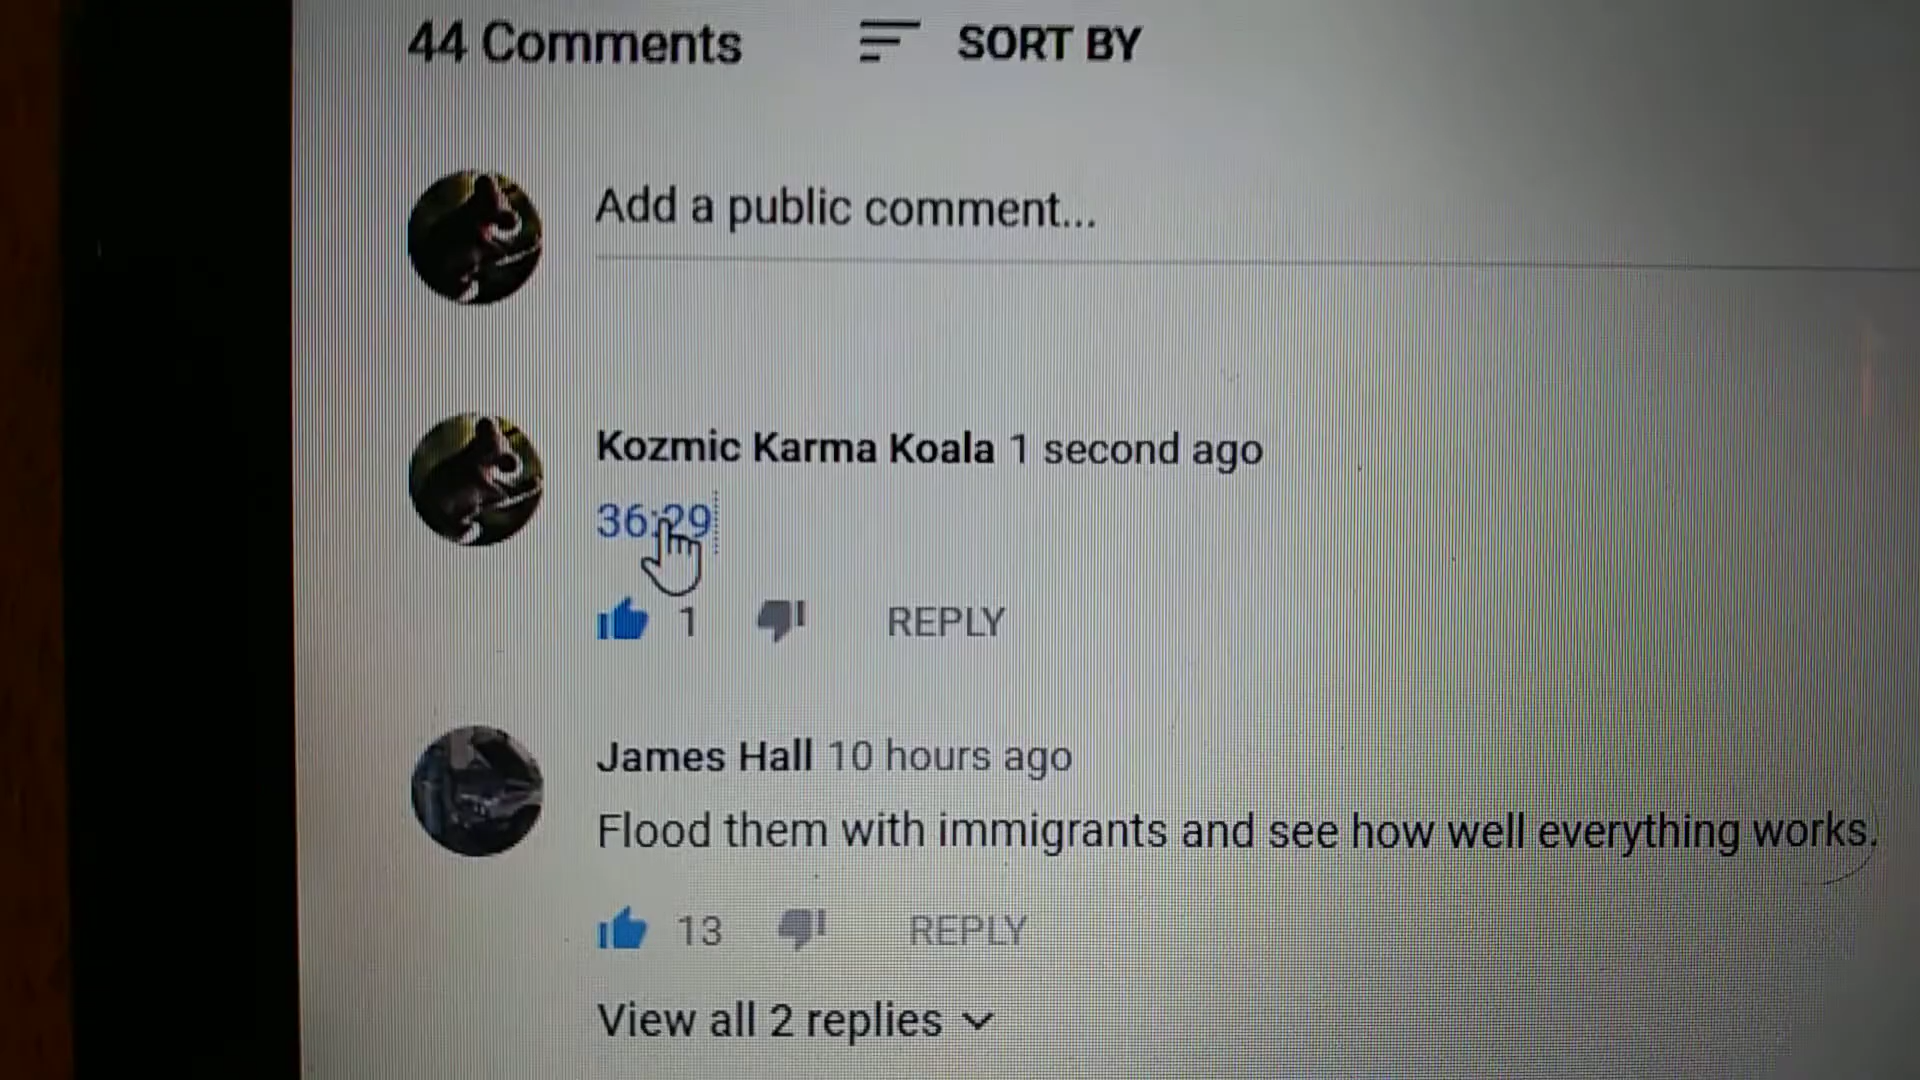 44 Comments SORT BY
Add a public comment...
Kozmic Karma Koala 1 second ago
36:29
1 REPLY
James Hall 10 hours ago
Flood them with immigrants and see how well everything works.
13 REPLY
View all 2 replies